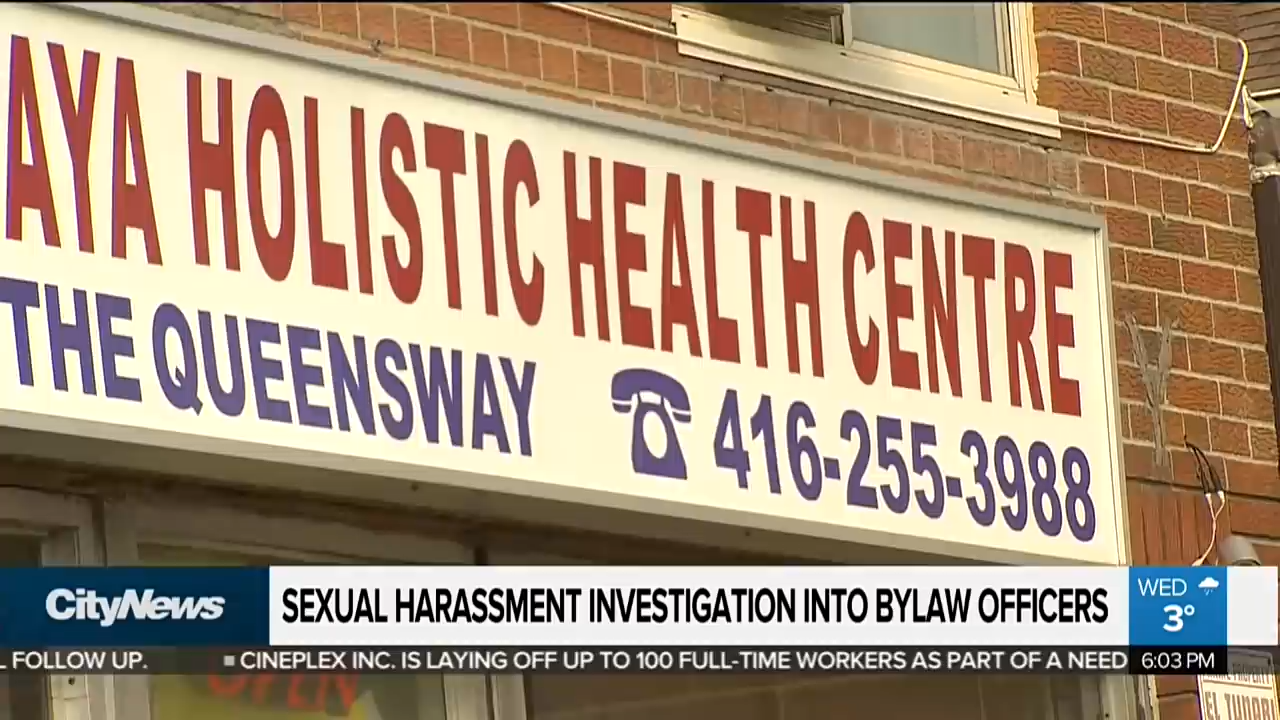 AYA HOLISTIC HEALTH CENTRE
THE QUEENSWAY 416-255-3988
CityNews
SEXUAL HARASSMENT INVESTIGATION INTO BYLAW OFFICERS
WED
3°
L FOLLOW UP. ■ CINEPLEX INC. IS LAYING OFF UP TO 100 FULL-TIME WORKERS AS PART OF A NEED
6:03 PM
OPEN